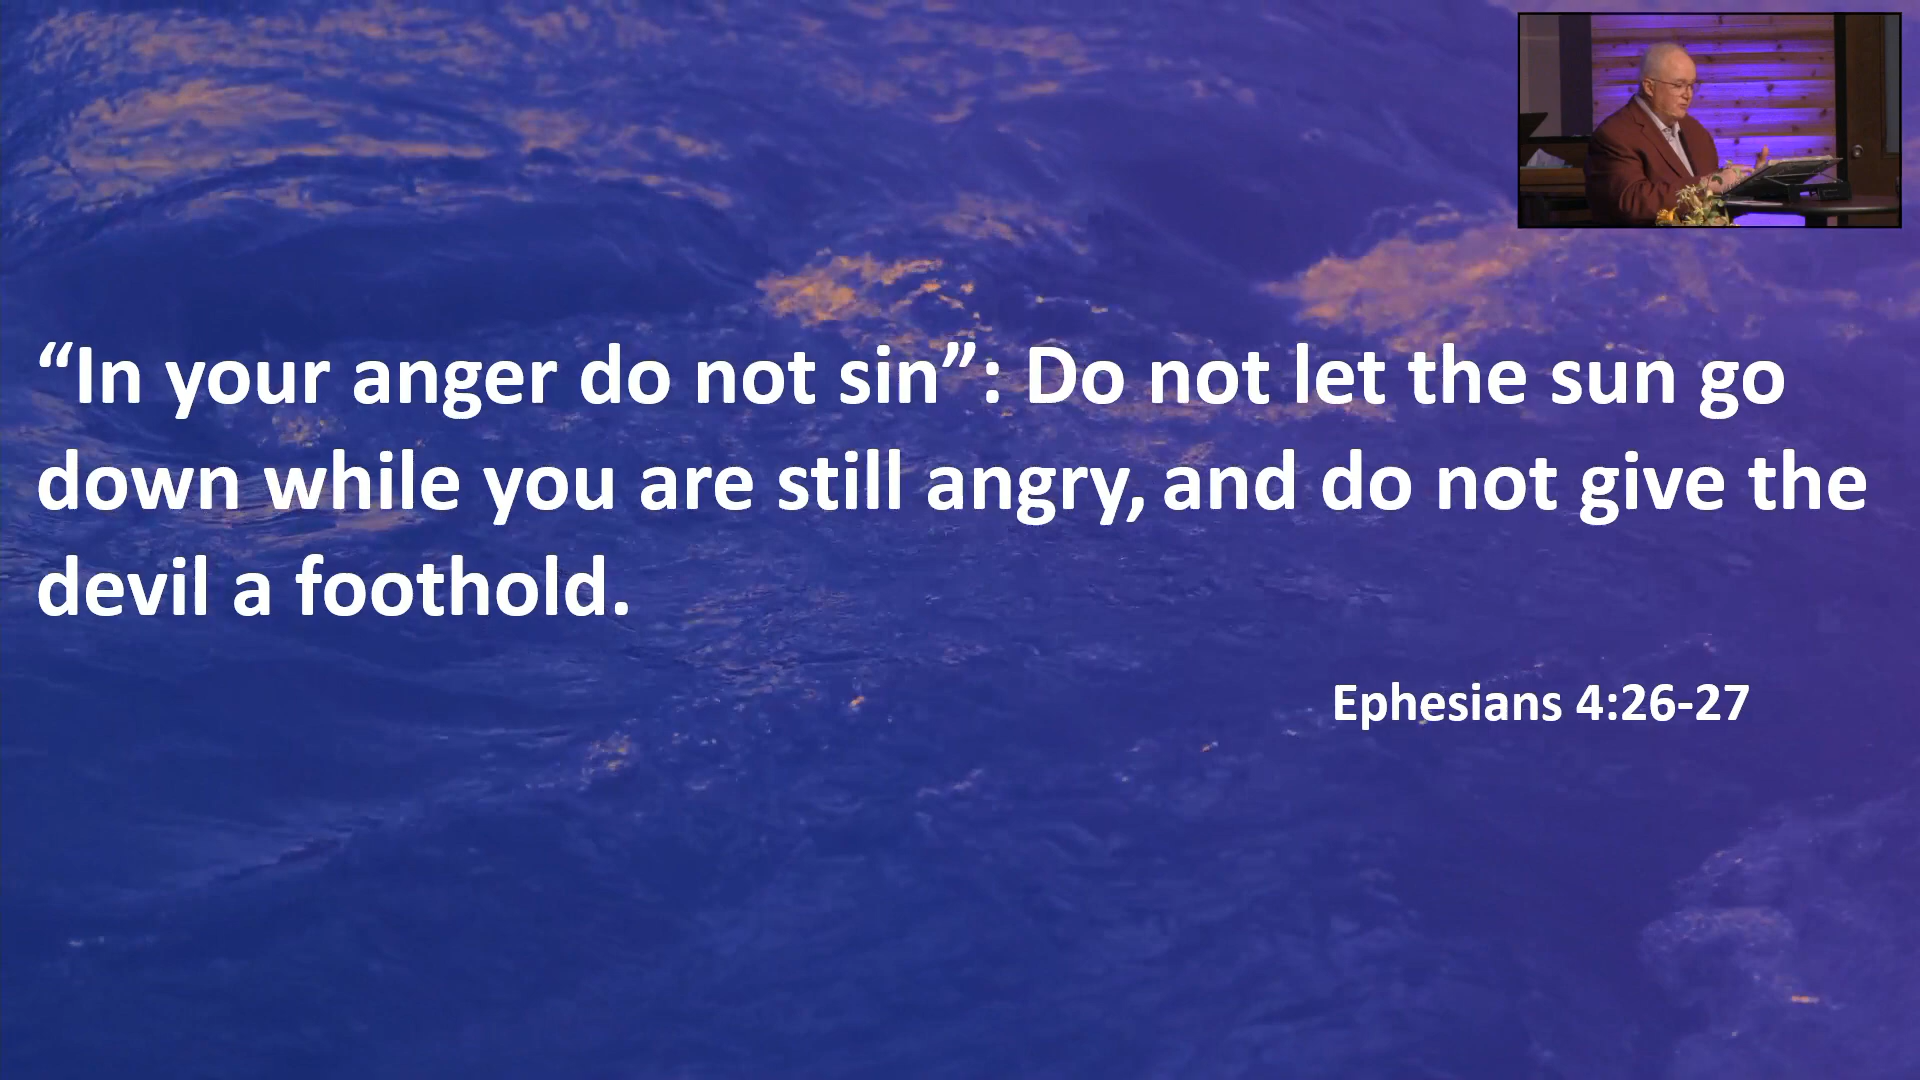 “In your anger do not sin”: Do not let the sun go
down while you are still angry, and do not give the
devil a foothold.
Ephesians 4:26-27